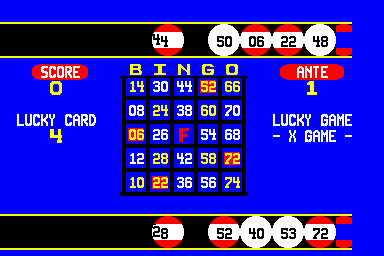 44 50 06 22 48
SCORE
0
LUCKY CARD
4
B I N G O
14 30 44 52 66
08 24 38 60 70
06 26 F 54 68
12 28 42 58 72
10 22 36 56 74
ANTE
1
LUCKY GAME
- X GAME -
28 52 40 53 72